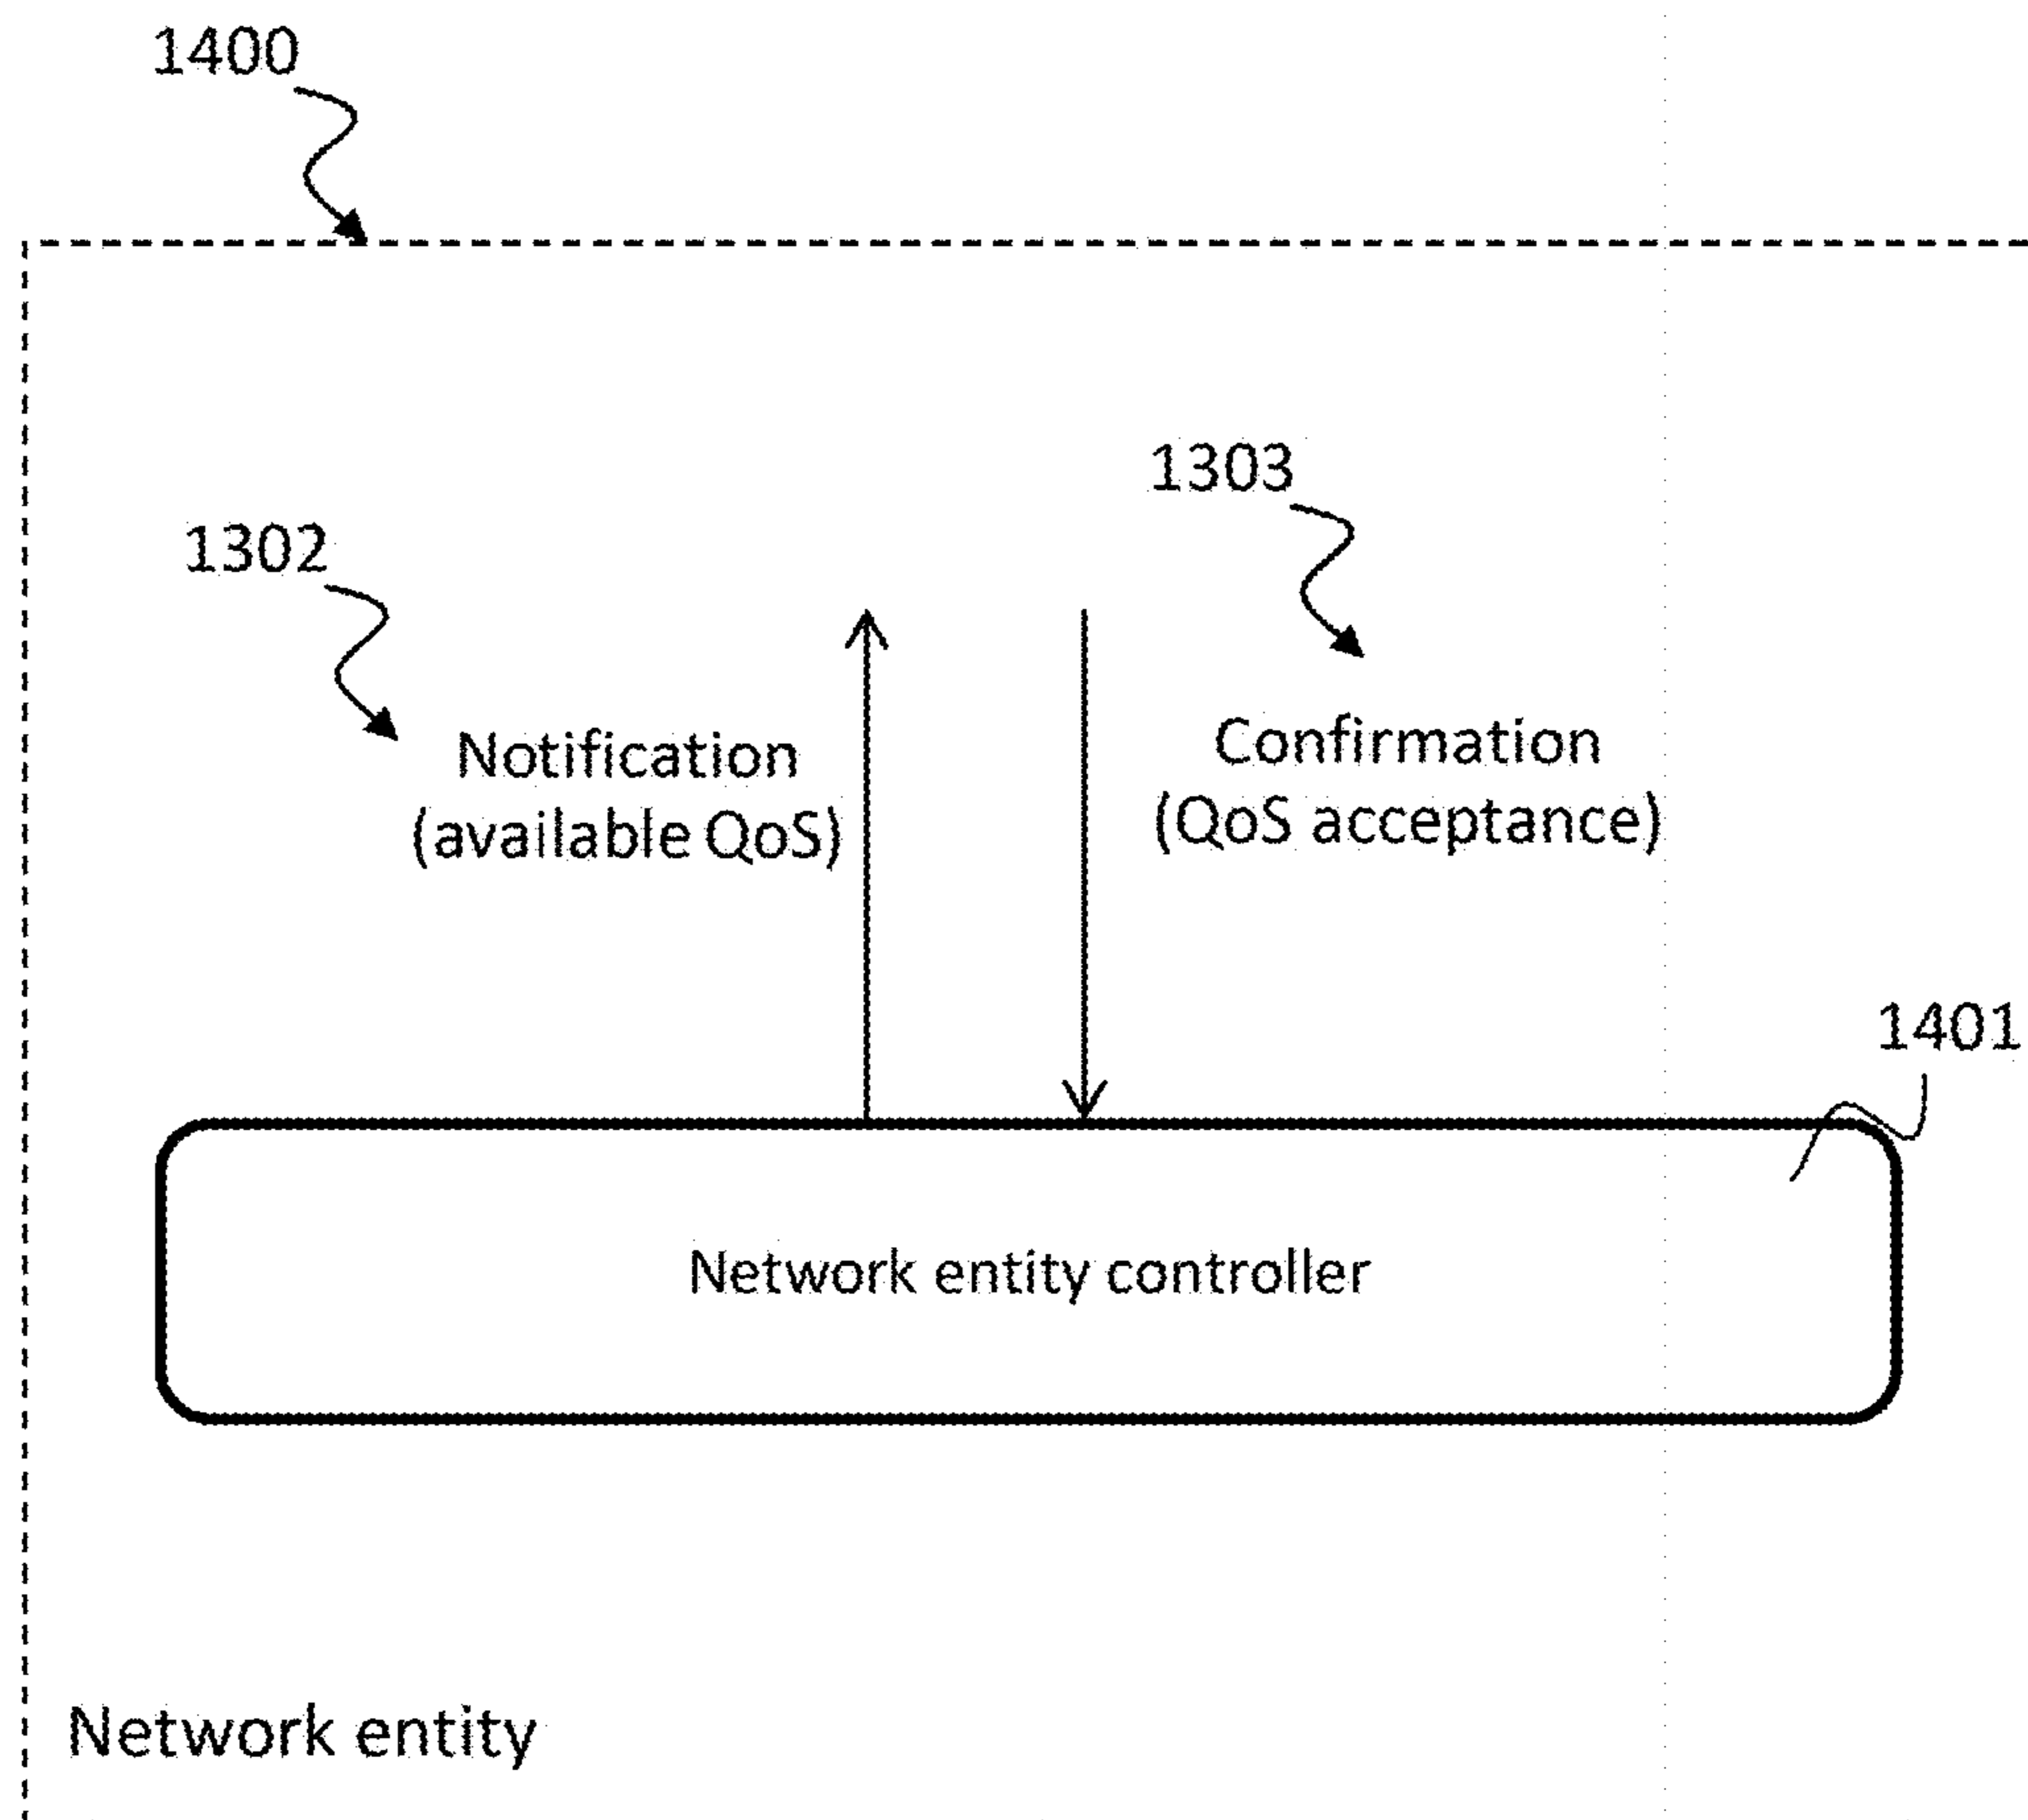 1400
1303
1302
Notification
(available QoS)
Confirmation
(QoS acceptance)
1401
Network entity controller
Network entity